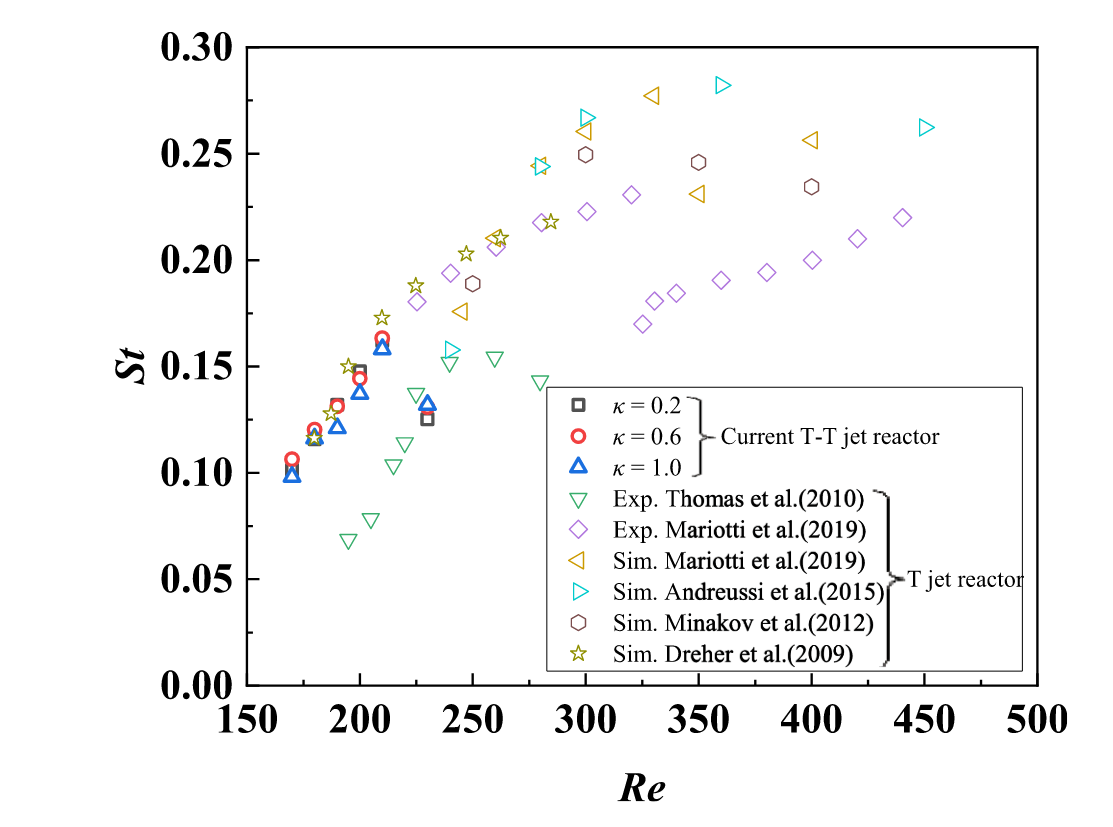 0.30
0.25
0.20
0.15
0.10
0.05
0.00
St
150 200 250 300 350 400 450 500
Re
κ = 0.2
κ = 0.6
κ = 1.0
Current T-T jet reactor
Exp. Thomas et al.(2010)
Exp. Mariotti et al.(2019)
Sim. Mariotti et al.(2019)
Sim. Andreussi et al.(2015)
Sim. Minakov et al.(2012)
Sim. Dreher et al.(2009)
T jet reactor